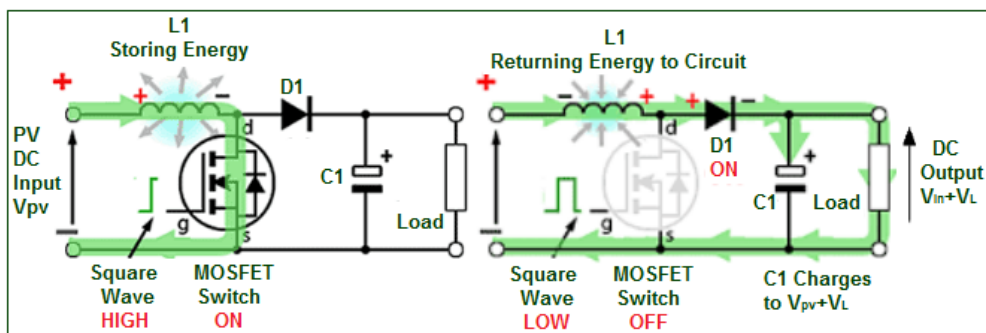 L1
Storing Energy
+
+
-
D1
d
PV
DC
Input
Vpv
+
C1
Load
g
s
-
Square
Wave
HIGH
MOSFET
Switch
ON
L1
Returning Energy to Circuit
+
-
+
+
-
d
D1
ON
+
C1
Load
DC
Output
Vin+VL
g
s
-
Square
Wave
LOW
MOSFET
Switch
OFF
C1 Charges
to Vpv+VL